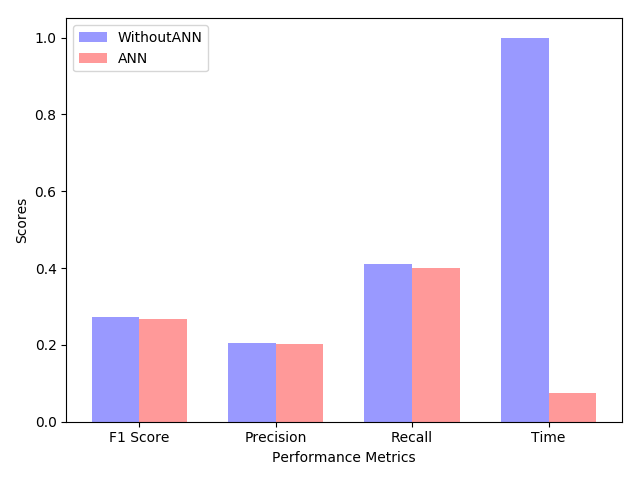 WithoutANN
ANN
1.0
0.8
0.6
0.4
0.2
0.0
Scores
F1 Score Precision Recall Time
Performance Metrics